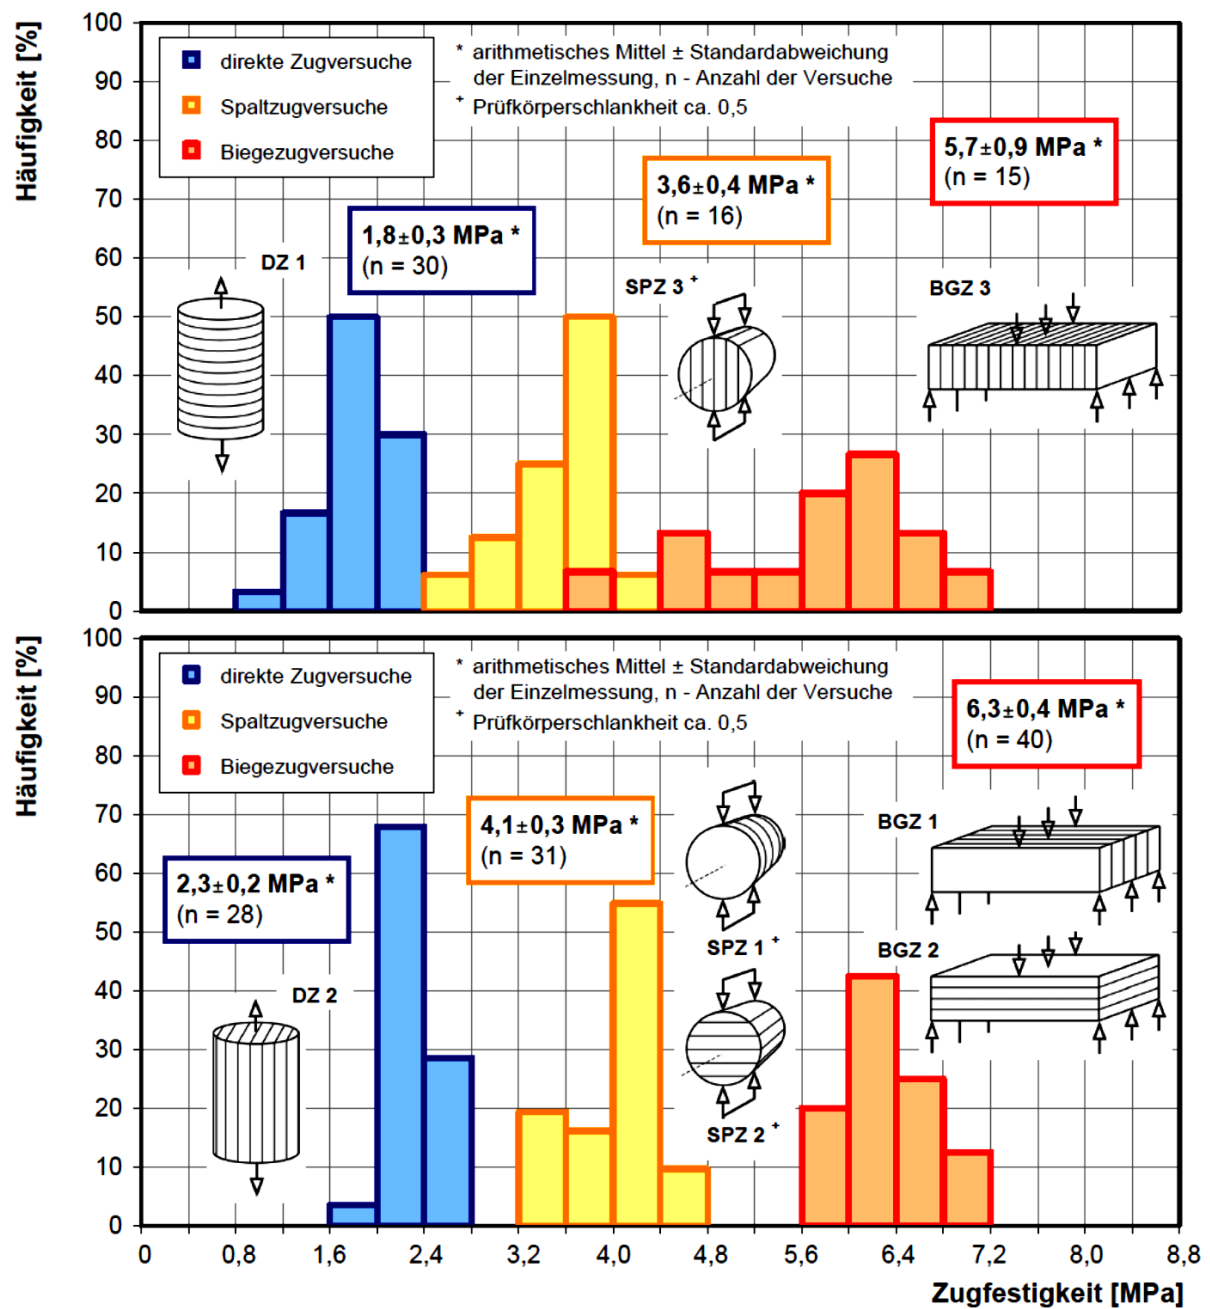 Häufigkeit [%]
100
90
80
70
60
50
40
30
20
10
0
direkte Zugversuche
Spaltzugversuche
Biegezugversuche
* arithmetisches Mittel ± Standardabweichung
der Einzelmessung, n - Anzahl der Versuche
+ Prüfkörperschlankheit ca. 0,5
5,7±0,9 MPa *
(n = 15)
3,6±0,4 MPa *
(n = 16)
1,8±0,3 MPa *
(n = 30)
DZ 1
SPZ 3 +
BGZ 3
Häufigkeit [%]
100
90
80
70
60
50
40
30
20
10
0
direkte Zugversuche
Spaltzugversuche
Biegezugversuche
* arithmetisches Mittel ± Standardabweichung
der Einzelmessung, n - Anzahl der Versuche
+ Prüfkörperschlankheit ca. 0,5
6,3±0,4 MPa *
(n = 40)
4,1±0,3 MPa *
(n = 31)
2,3±0,2 MPa *
(n = 28)
BGZ 1
SPZ 1 +
BGZ 2
DZ 2
SPZ 2 +
0 0,8 1,6 2,4 3,2 4,0 4,8 5,6 6,4 7,2 8,0 8,8
Zugfestigkeit [MPa]